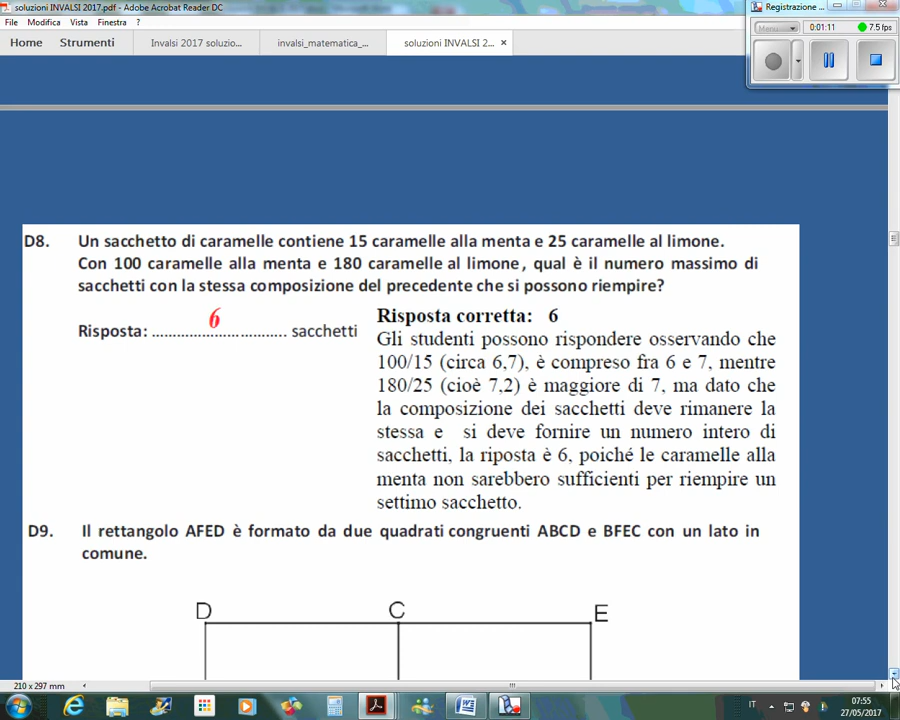 soluzioni INVALSI 2017.pdf - Adobe Acrobat Reader DC
Registrazione ...
File Modifica Vista Finestra ?
Menu
0:01:11
7.5 fps
Home Strumenti Invalsi 2017 soluzio... invalsi_matematica_... soluzioni INVALSI 2... ×
D8. Un sacchetto di caramelle contiene 15 caramelle alla menta e 25 caramelle al limone.
Con 100 caramelle alla menta e 180 caramelle al limone, qual è il numero massimo di
sacchetti con la stessa composizione del precedente che si possono riempire?
6
Risposta: ................................. sacchetti
Risposta corretta: 6
Gli studenti possono rispondere osservando che
100/15 (circa 6,7), è compreso fra 6 e 7, mentre
180/25 (cioè 7,2) è maggiore di 7, ma dato che
la composizione dei sacchetti deve rimanere la
stessa e si deve fornire un numero intero di
sacchetti, la riposta è 6, poiché le caramelle alla
menta non sarebbero sufficienti per riempire un
settimo sacchetto.
D9. Il rettangolo AFED è formato da due quadrati congruenti ABCD e BFEC con un lato in
comune.
D C E
210 x 297 mm
IT
07:55
27/05/2017